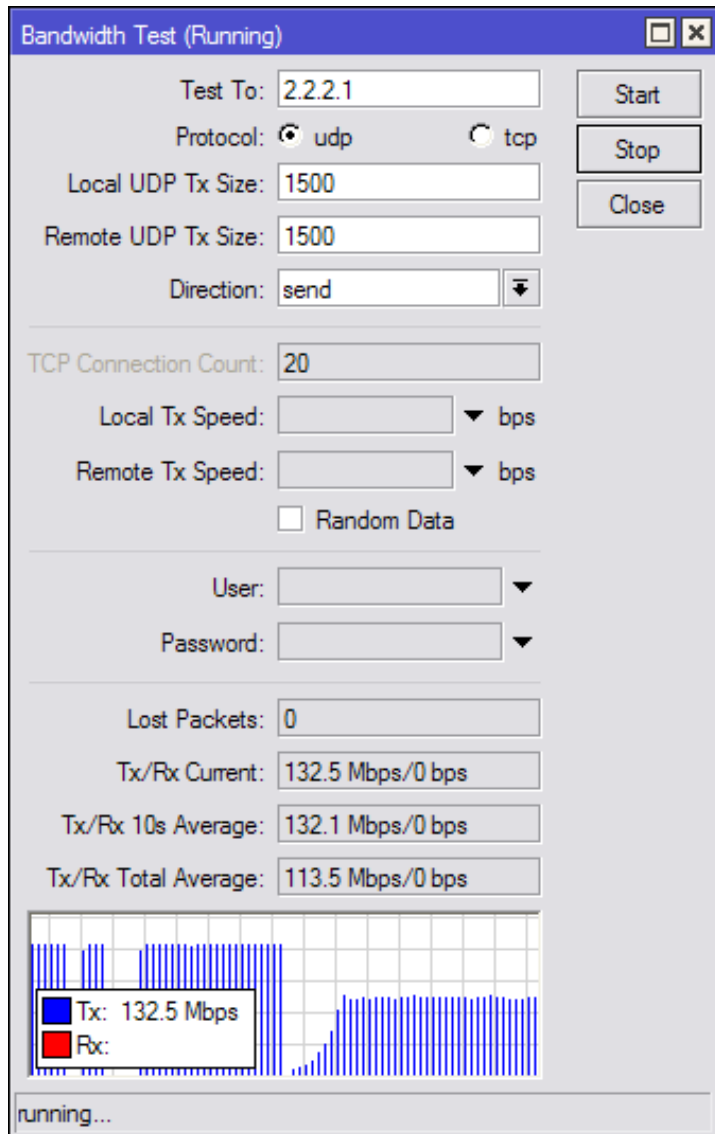 Bandwidth Test (Running)
Test To: 2.2.2.1
Start
Protocol: udp tcp
Stop
Local UDP Tx Size: 1500
Close
Remote UDP Tx Size: 1500
Direction: send
TCP Connection Count: 20
Local Tx Speed: bps
Remote Tx Speed: bps
Random Data
User:
Password:
Lost Packets: 0
Tx/Rx Current: 132.5 Mbps/0 bps
Tx/Rx 10s Average: 132.1 Mbps/0 bps
Tx/Rx Total Average: 113.5 Mbps/0 bps
Tx: 132.5 Mbps
Rx:
running...